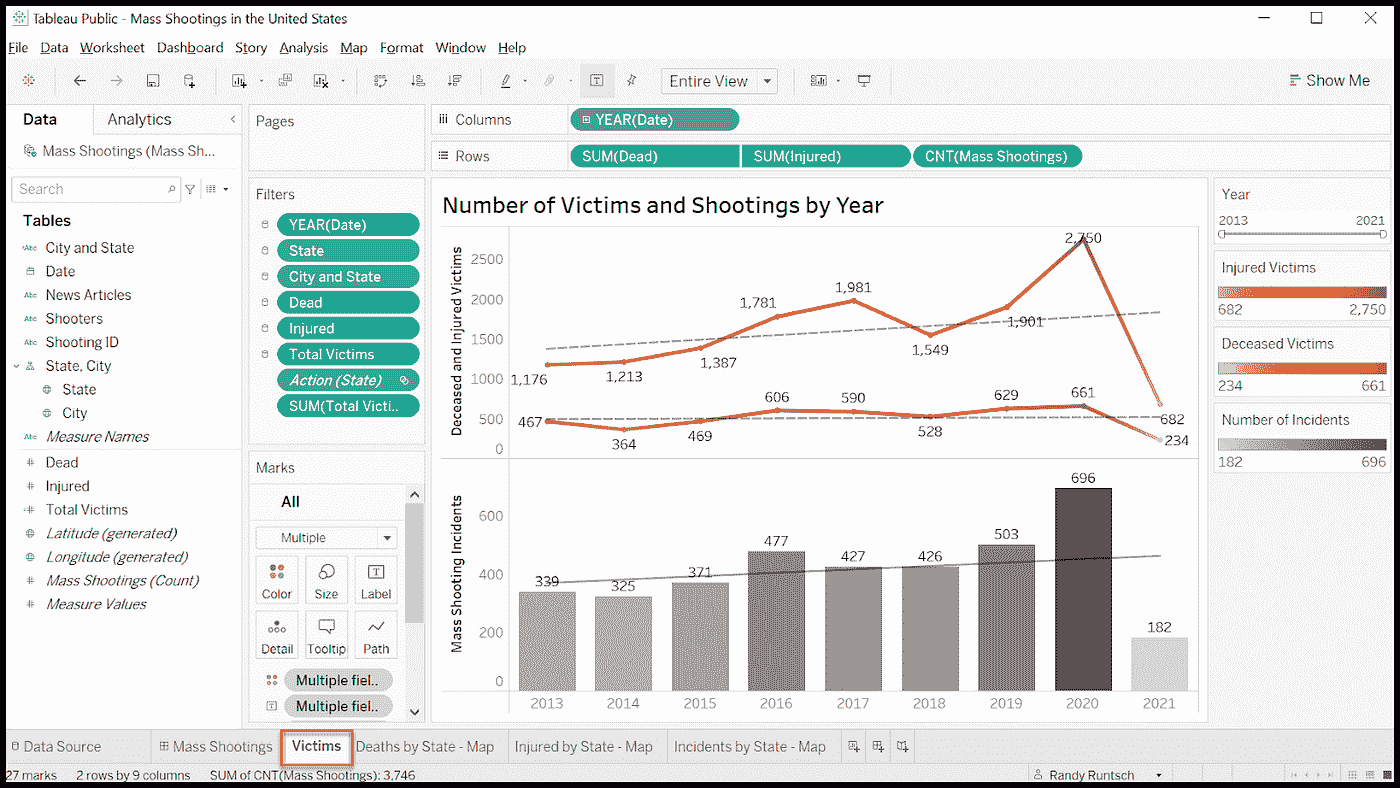 Tableau Public - Mass Shootings in the United States
File Data Worksheet Dashboard Story Analysis Map Format Window Help
Entire View
Show Me
Data Analytics
Mass Shootings (Mass Sh...
Search
Tables
Abc City and State
Date
Abc News Articles
Abc Shooters
Abc Shooting ID
State, City
State
City
Abc Measure Names
# Dead
# Injured
# Total Victims
Latitude (generated)
Longitude (generated)
# Mass Shootings (Count)
# Measure Values
Pages
Filters
YEAR(Date)
State
City and State
Dead
Injured
Total Victims
Action (State)
SUM(Total Victi..
Marks
All
Multiple
Color Size Label
Detail Tooltip Path
Multiple fiel..
Multiple fiel..
Columns YEAR(Date)
Rows SUM(Dead) SUM(Injured) CNT(Mass Shootings)
Number of Victims and Shootings by Year
Deceased and Injured Victims
2500
2000
1500
1000
500
0
1,176
1,213
1,387
1,781
1,981
1,549
1,901
2,750
682
467
364
469
606
590
528
629
661
234
Mass Shooting Incidents
600
400
200
0
339
325
371
477
427
426
503
696
182
2013 2014 2015 2016 2017 2018 2019 2020 2021
Year
2013 2021
Injured Victims
682 2,750
Deceased Victims
234 661
Number of Incidents
182 696
Data Source Mass Shootings Victims Deaths by State - Map Injured by State - Map Incidents by State - Map
27 marks 2 rows by 9 columns SUM of CNT(Mass Shootings): 3,746 Randy Runtsch